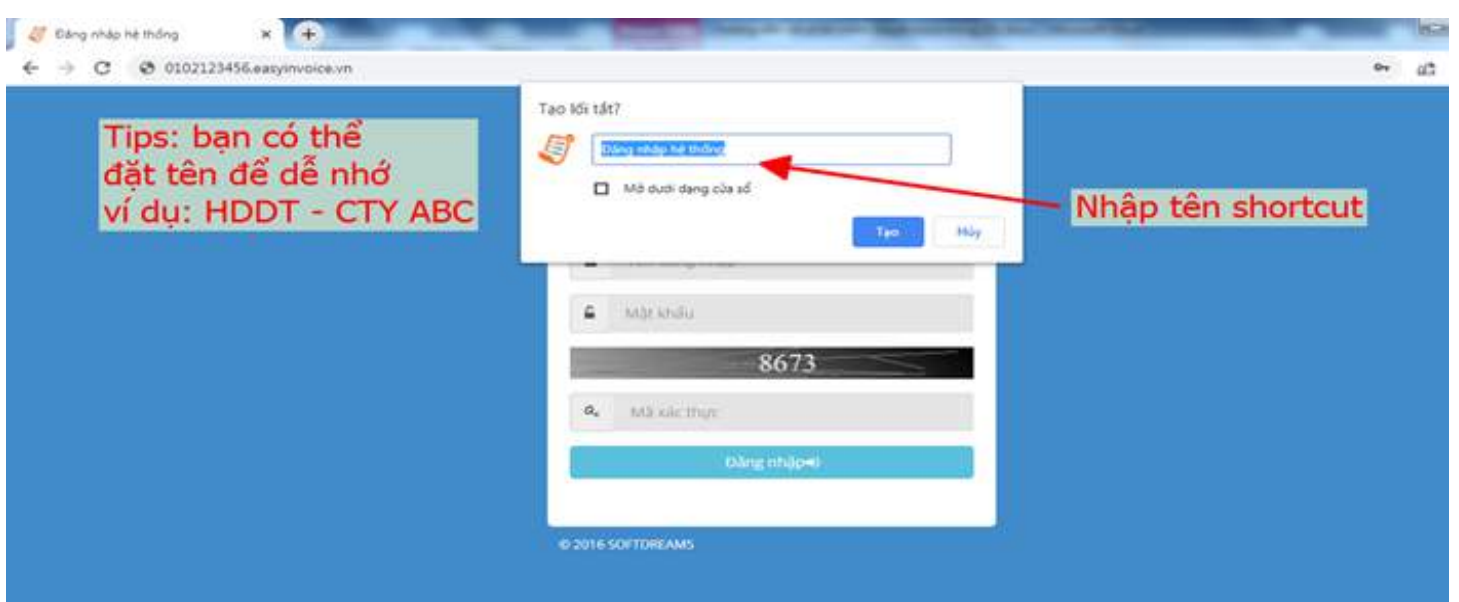 Đăng nhập hệ thống
0102123456.easyinvoice.vn
Tạo lối tắt?
Tips: bạn có thể
đặt tên để dễ nhớ
ví dụ: HDDT - CTY ABC
Đăng nhập hệ thống
Mở dưới dạng cửa sổ
Nhập tên shortcut
Tạo
Hủy
Mật khẩu
8673
Mã xác thực
Đăng nhập
© 2016 SOFTDREAMS